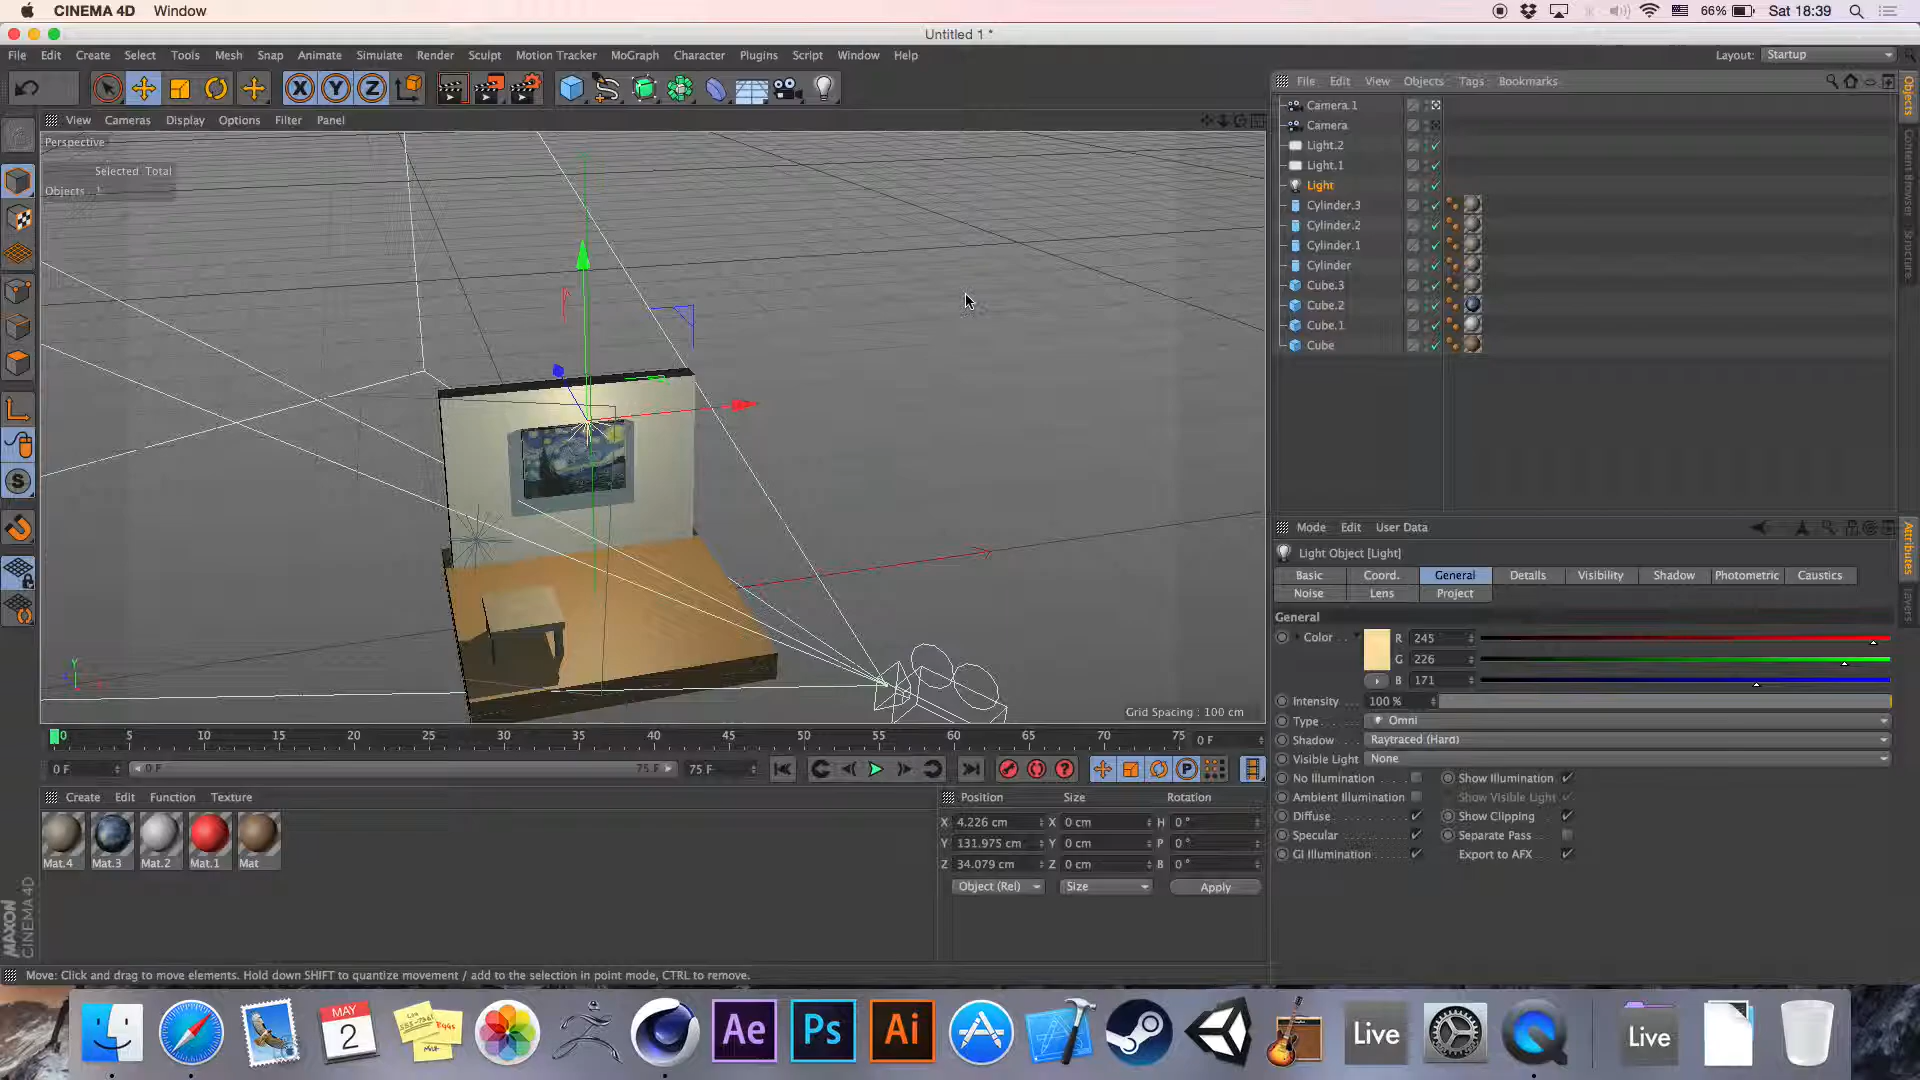 CINEMA 4D Window 66% Sat 18:39
Untitled 1 *
File Edit Create Select Tools Mesh Snap Animate Simulate Render Sculpt Motion Tracker MoGraph Character Plugins Script Window Help Layout: Startup
X Y Z
File Edit View Objects Tags Bookmarks
View Cameras Display Options Filter Panel
Perspective
Selected Total
Objects 1
Camera.1
Camera
Light.2
Light.1
Light
Cylinder.3
Cylinder.2
Cylinder.1
Cylinder
Cube.3
Cube.2
Cube.1
Cube
Objects
Content Browser
Structure
Y
Grid Spacing : 100 cm
Mode Edit User Data
Attributes
Layers
Light Object [Light]
Basic Coord. General Details Visibility Shadow Photometric Caustics
Noise Lens Project
General
Color R 245
G 226
B 171
Intensity 100 %
Type Omni
Shadow Raytraced (Hard)
Visible Light None
No Illumination Show Illumination
Ambient Illumination Show Visible Light
Diffuse Show Clipping
Specular Separate Pass
GI Illumination Export to AFX
0 5 10 15 20 25 30 35 40 45 50 55 60 65 70 75 0 F
0 F 0 F 75 F 75 F
Create Edit Function Texture
Mat.4 Mat.3 Mat.2 Mat.1 Mat
Position Size Rotation
X 4.226 cm X 0 cm H 0 °
Y 131.975 cm Y 0 cm P 0 °
Z 34.079 cm Z 0 cm B 0 °
Object (Rel) Size Apply
MAXON
CINEMA 4D
Move: Click and drag to move elements. Hold down SHIFT to quantize movement / add to the selection in point mode, CTRL to remove.
MAY
2
Ae Ps Ai Live Live